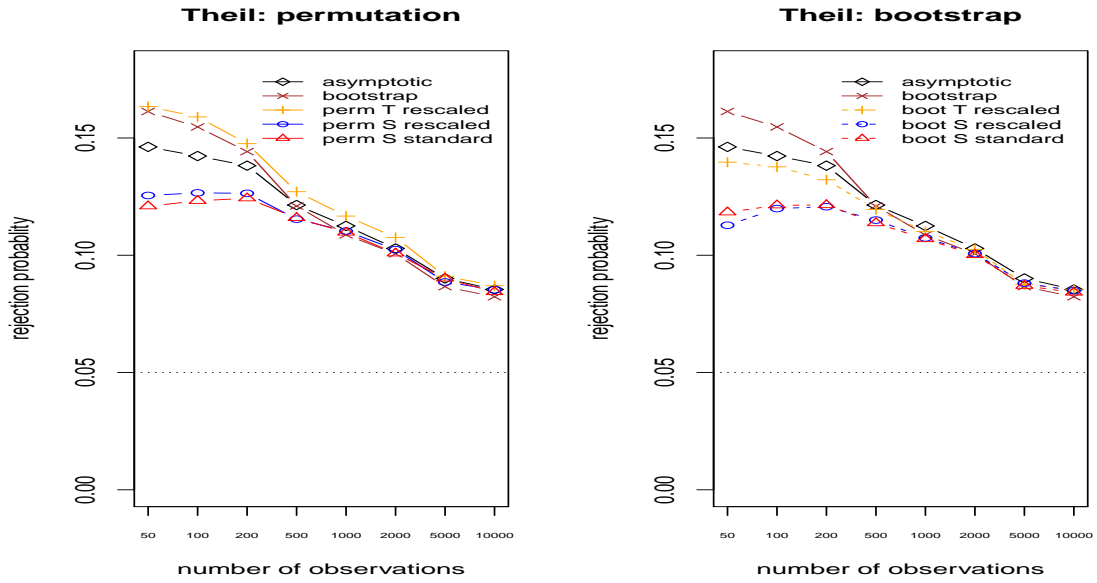 Theil: permutation
asymptotic
bootstrap
perm T rescaled
perm S rescaled
perm S standard
rejection probablity
0.15
0.10
0.05
0.00
50 100 200 500 1000 2000 5000 10000
number of observations
Theil: bootstrap
asymptotic
bootstrap
boot T rescaled
boot S rescaled
boot S standard
rejection probablity
0.15
0.10
0.05
0.00
50 100 200 500 1000 2000 5000 10000
number of observations